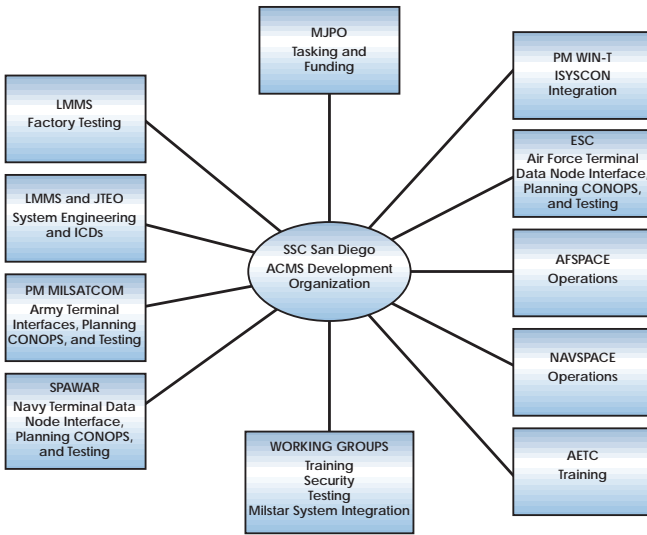 MJPO
Tasking and
Funding
PM WIN-T
ISYSCON
Integration
LMMS
Factory Testing
ESC
Air Force Terminal
Data Node Interface,
Planning CONOPS,
and Testing
LMMS and JTEO
System Engineering
and ICDs
SSC San Diego
ACMS Development
Organization
AFSPACE
Operations
PM MILSATCOM
Army Terminal
Interfaces, Planning
CONOPS, and Testing
NAVSPACE
Operations
SPAWAR
Navy Terminal Data
Node Interface,
Planning CONOPS,
and Testing
WORKING GROUPS
Training
Security
Testing
Milstar System Integration
AETC
Training